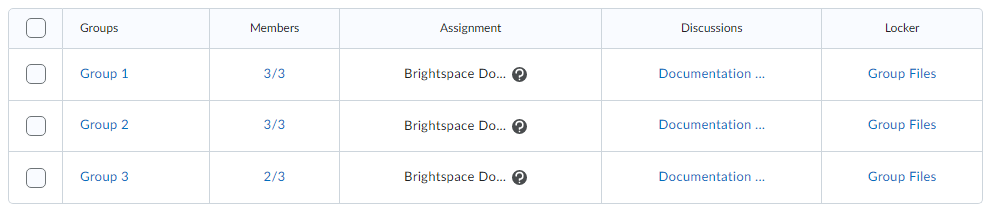 Groups Members Assignment Discussions Locker
Group 1 3/3 Brightspace Do... Documentation ... Group Files
Group 2 3/3 Brightspace Do... Documentation ... Group Files
Group 3 2/3 Brightspace Do... Documentation ... Group Files